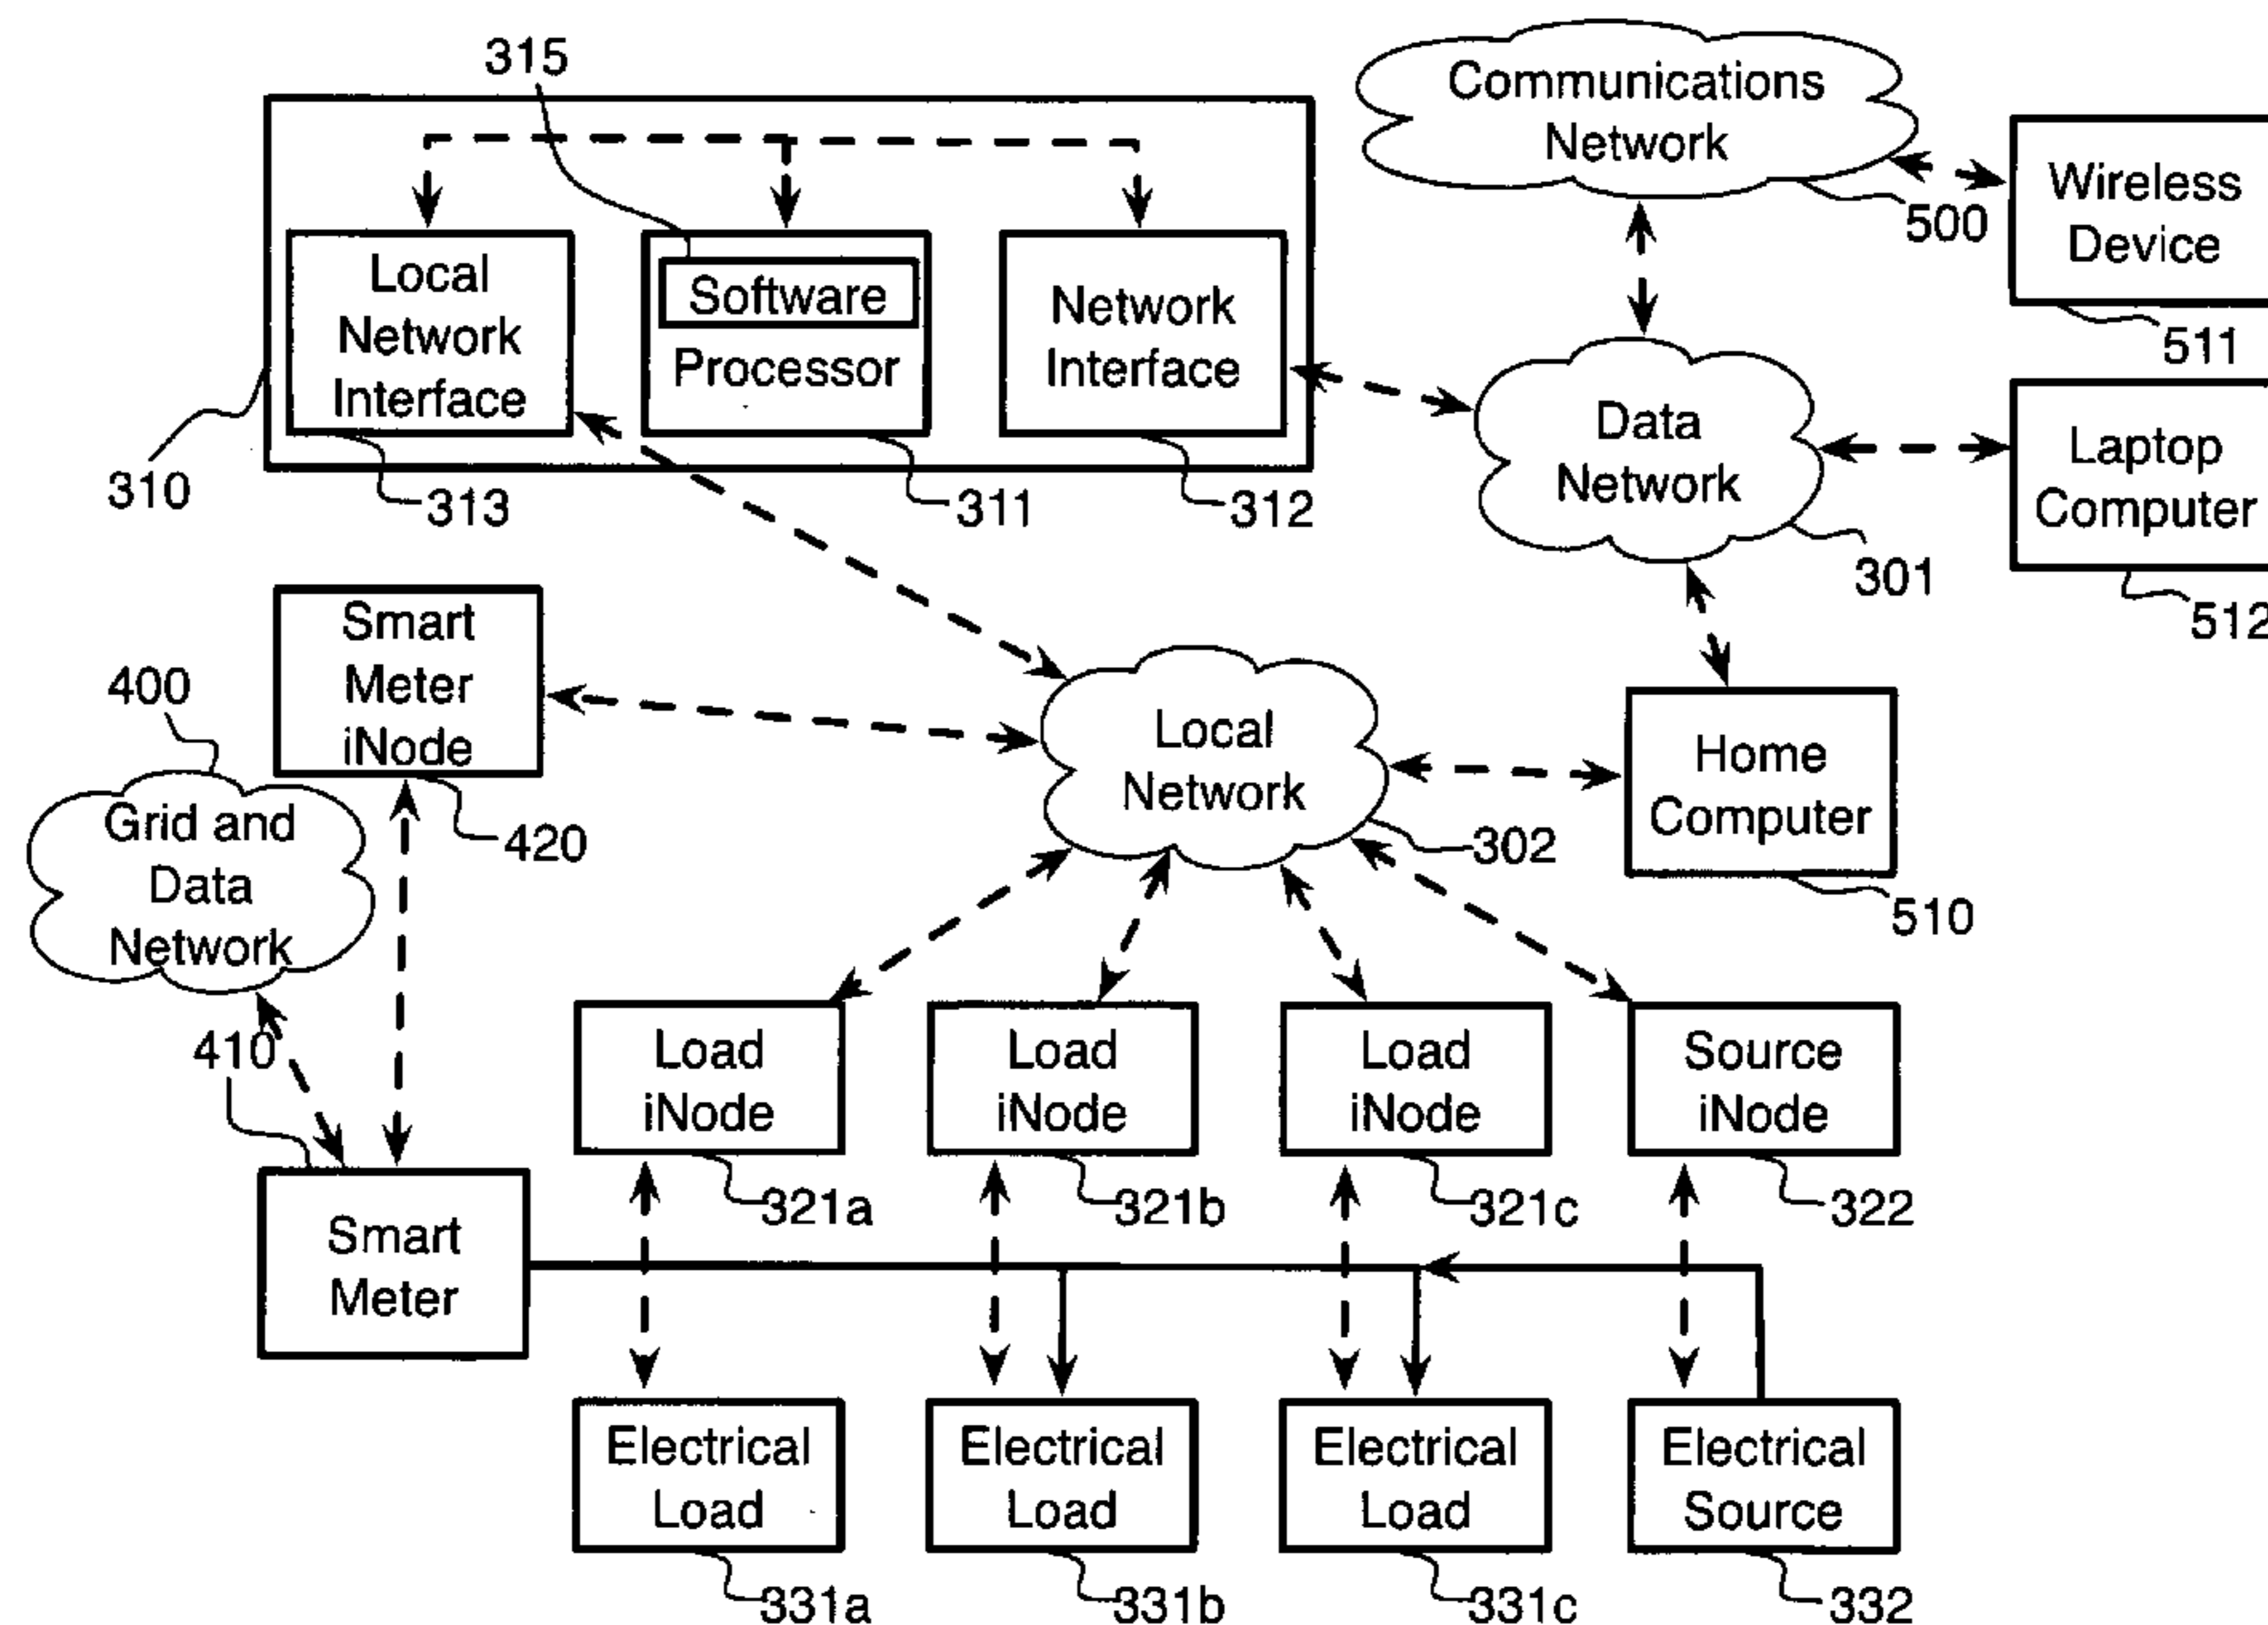 315
Communications
Network
500
Wireless
Device
511
Local
Network
Interface
Software
Processor
Network
Interface
310
313
311
312
Data
Network
301
Laptop
Computer
512
Smart
Meter
iNode
420
400
Grid and
Data
Network
410
Local
Network
302
Home
Computer
510
Load
iNode
321a
Load
iNode
321b
Load
iNode
321c
Source
iNode
322
Smart
Meter
Electrical
Load
331a
Electrical
Load
331b
Electrical
Load
331c
Electrical
Source
332